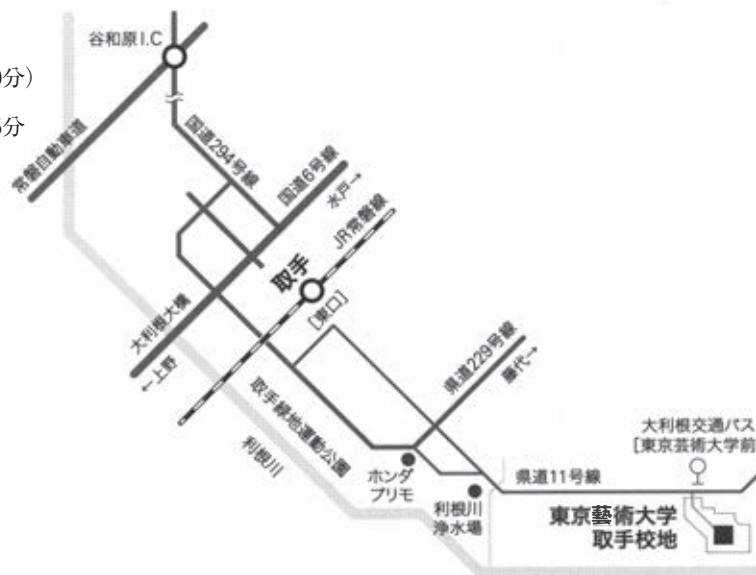 谷和原I.C
分）
分
常磐自動車道
国道294号線
国道6号線
水戸→
JR常磐線
取手
[東口]
大利根大橋
←上野
取手緑地運動公園
利根川
県道229号線
藤代→
ホンダ
プリモ
利根川
浄水場
県道11号線
大利根交通バス
[東京芸術大学前
東京藝術大学
取手校地